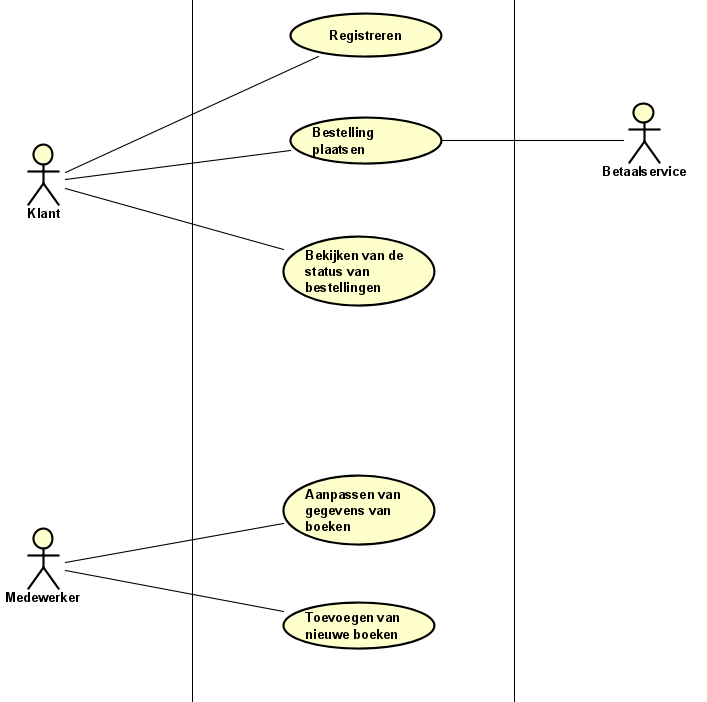 Registreren
Bestelling
plaatsen
Betaalservice
Klant
Bekijken van de
status van
bestellingen
Aanpassen van
gegevens van
boeken
Medewerker
Toevoegen van
nieuwe boeken